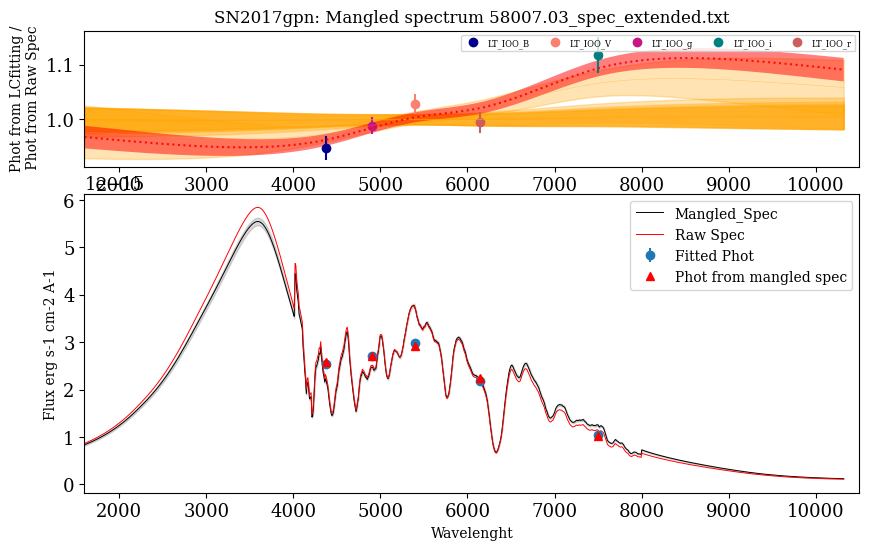 SN2017gpn: Mangled spectrum 58007.03_spec_extended.txt
LT_IOO_B LT_IOO_V LT_IOO_g LT_IOO_i LT_IOO_r
Phot from LCfitting /
Phot from Raw Spec
1.1
1.0
2000 3000 4000 5000 6000 7000 8000 9000 10000
Mangled_Spec
Raw Spec
Fitted Phot
Phot from mangled spec
Flux erg s-1 cm-2 A-1
6
5
4
3
2
1
0
2000 3000 4000 5000 6000 7000 8000 9000 10000
Wavelenght